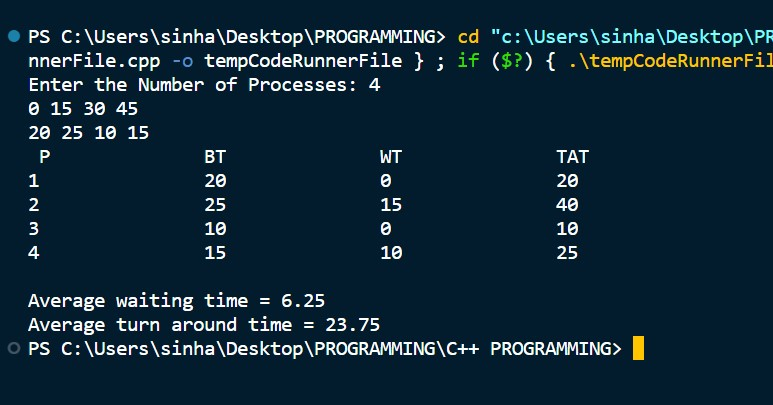 PS C:\Users\sinha\Desktop\PROGRAMMING> cd "c:\Users\sinha\Desktop\PR
nnerFile.cpp -o tempCodeRunnerFile } ; if ($?) { .\tempCodeRunnerFil
Enter the Number of Processes: 4
0 15 30 45
20 25 10 15
P BT WT TAT
1 20 0 20
2 25 15 40
3 10 0 10
4 15 10 25
Average waiting time = 6.25
Average turn around time = 23.75
PS C:\Users\sinha\Desktop\PROGRAMMING\C++ PROGRAMMING>